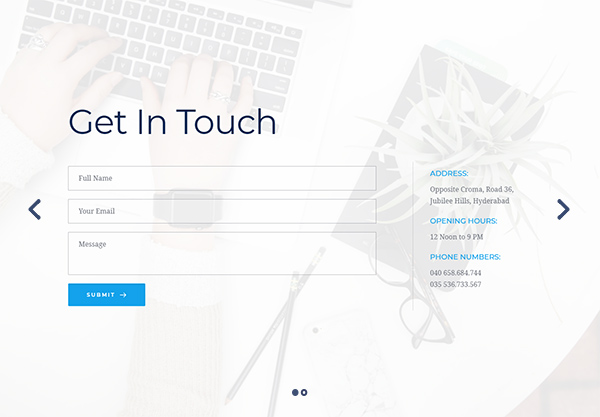 Get In Touch
Full Name
Your Email
Message
SUBMIT
ADDRESS:
Opposite Croma, Road 36,
Jubilee Hills, Hyderabad
OPENING HOURS:
12 Noon to 9 PM
PHONE NUMBERS:
040 658.684.744
035 536.733.567